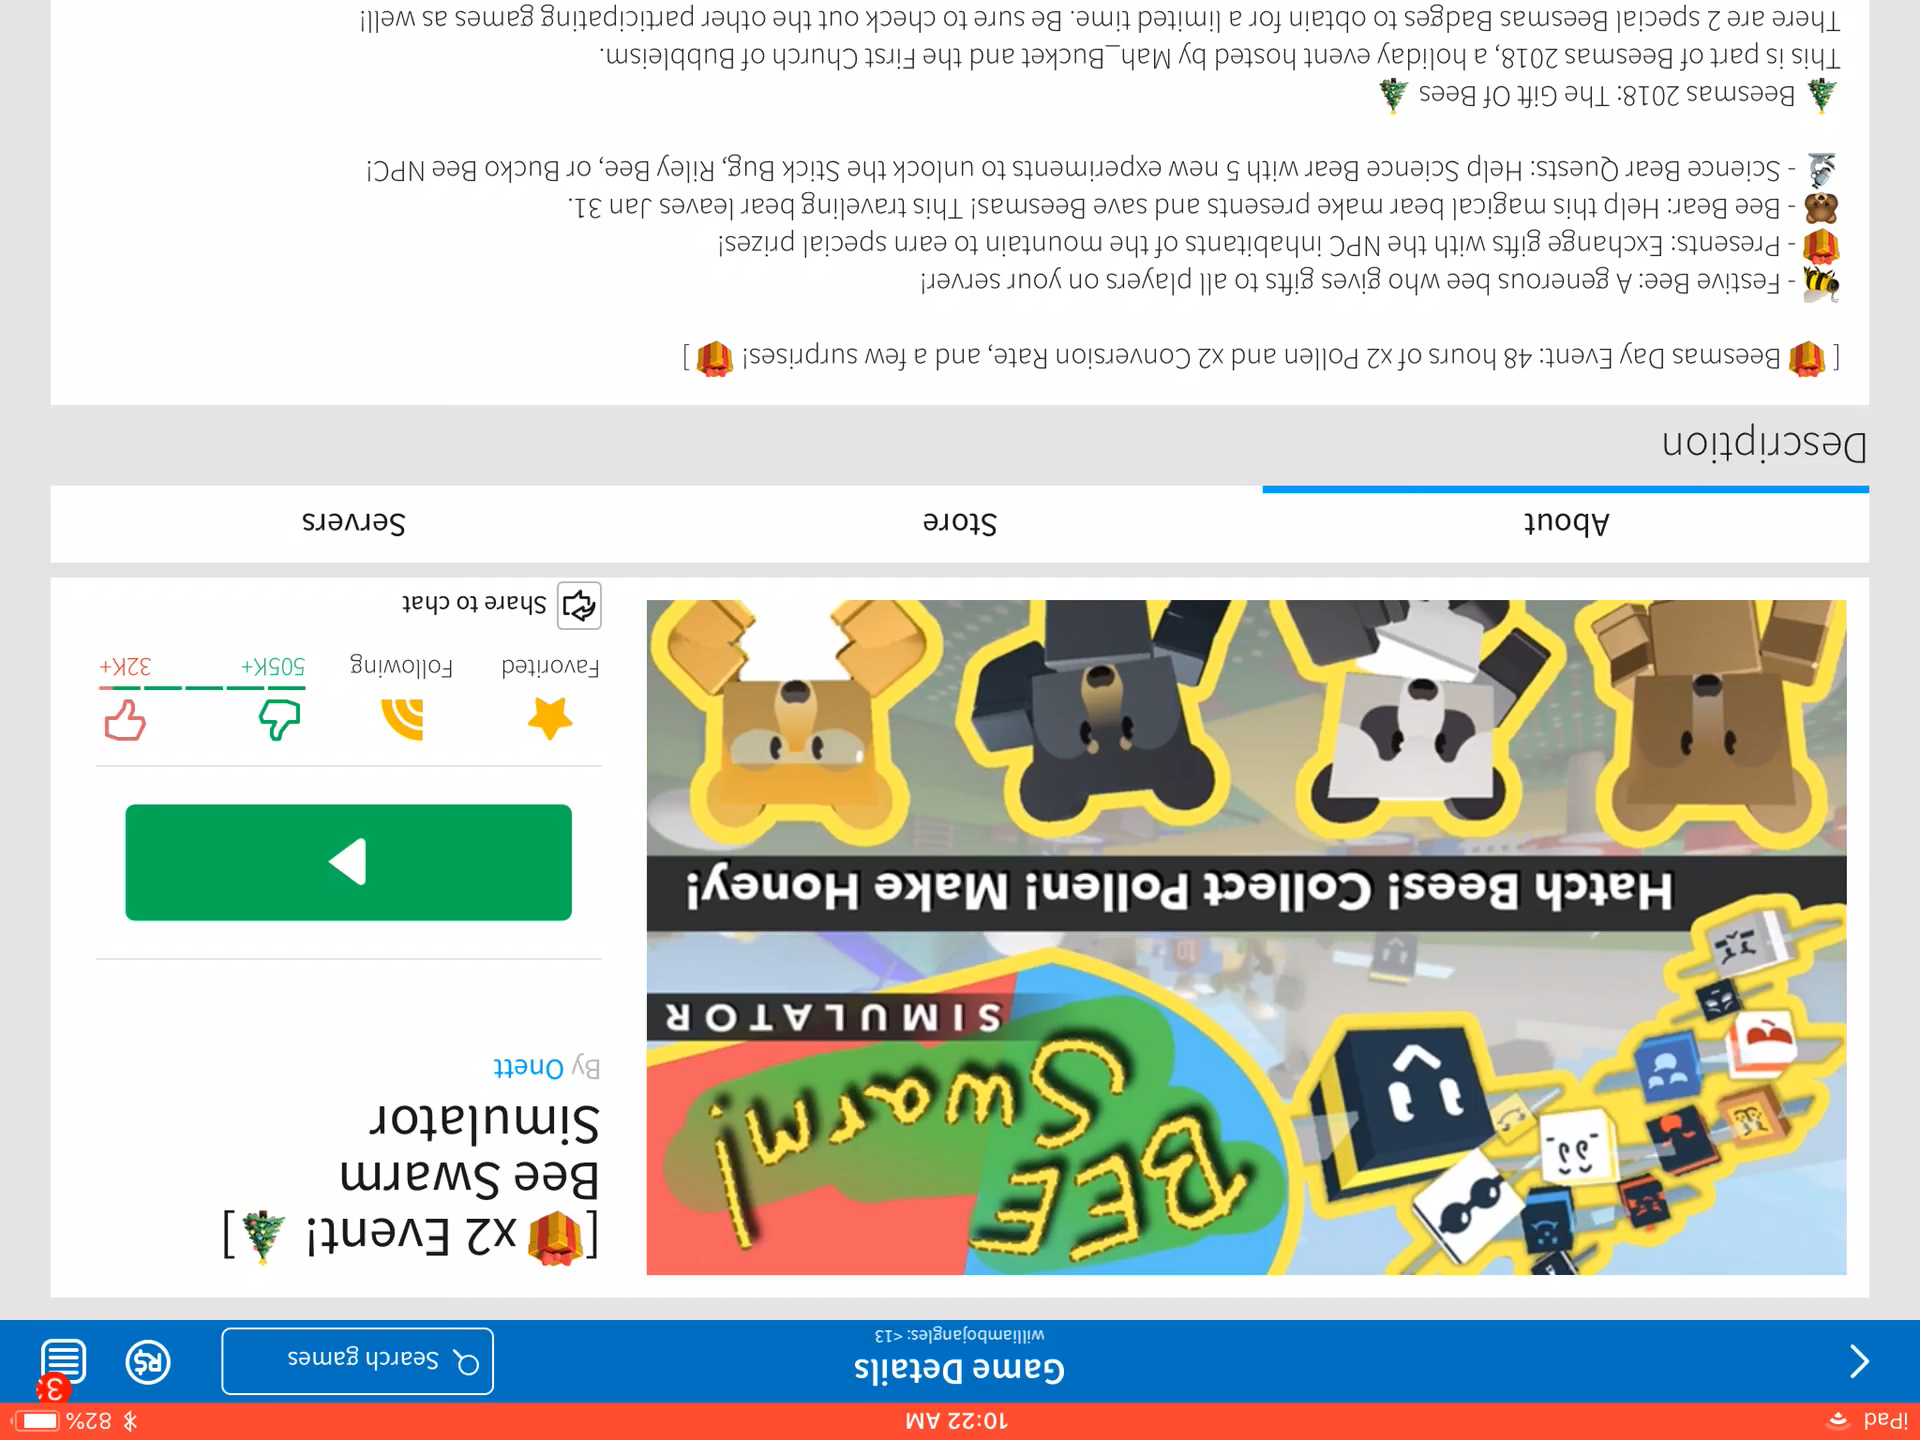 iPad
10:22 AM
82%
Game Details
williambojangles: <13
Search games
R$
3
BEE
Swarm!
SIMULATOR
Hatch Bees! Collect Pollen! Make Honey!
[🎁 x2 Event! 🎄]
Bee Swarm
Simulator
By Onett
Favorited
Following
505K+
32K+
Share to chat
About
Store
Servers
Description
[🎁 Beesmas Day Event: 48 hours of x2 Pollen and x2 Conversion Rate, and a few surprises! 🎁]
🐝 - Festive Bee: A generous bee who gives gifts to all players on your server!
🎁 - Presents: Exchange gifts with the NPC inhabitants of the mountain to earn special prizes!
🐻 - Bee Bear: Help this magical bear make presents and save Beesmas! This traveling bear leaves Jan 31.
🔬 - Science Bear Quests: Help Science Bear with 5 new experiments to unlock the Stick Bug, Riley Bee, or Bucko Bee NPC!
🎄 Beesmas 2018: The Gift Of Bees 🎄
This is part of Beesmas 2018, a holiday event hosted by Mah_Bucket and the First Church of Bubbleism.
There are 2 special Beesmas Badges to obtain for a limited time. Be sure to check out the other participating games as well!